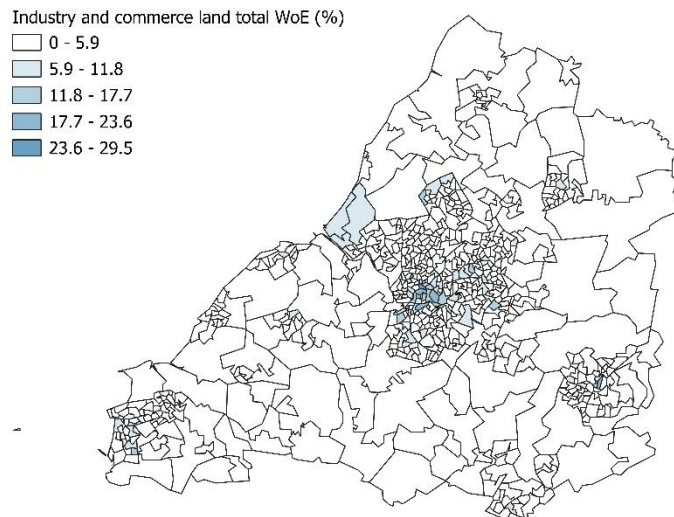 Industry and commerce land total WoE (%)
0 - 5.9
5.9 - 11.8
11.8 - 17.7
17.7 - 23.6
23.6 - 29.5